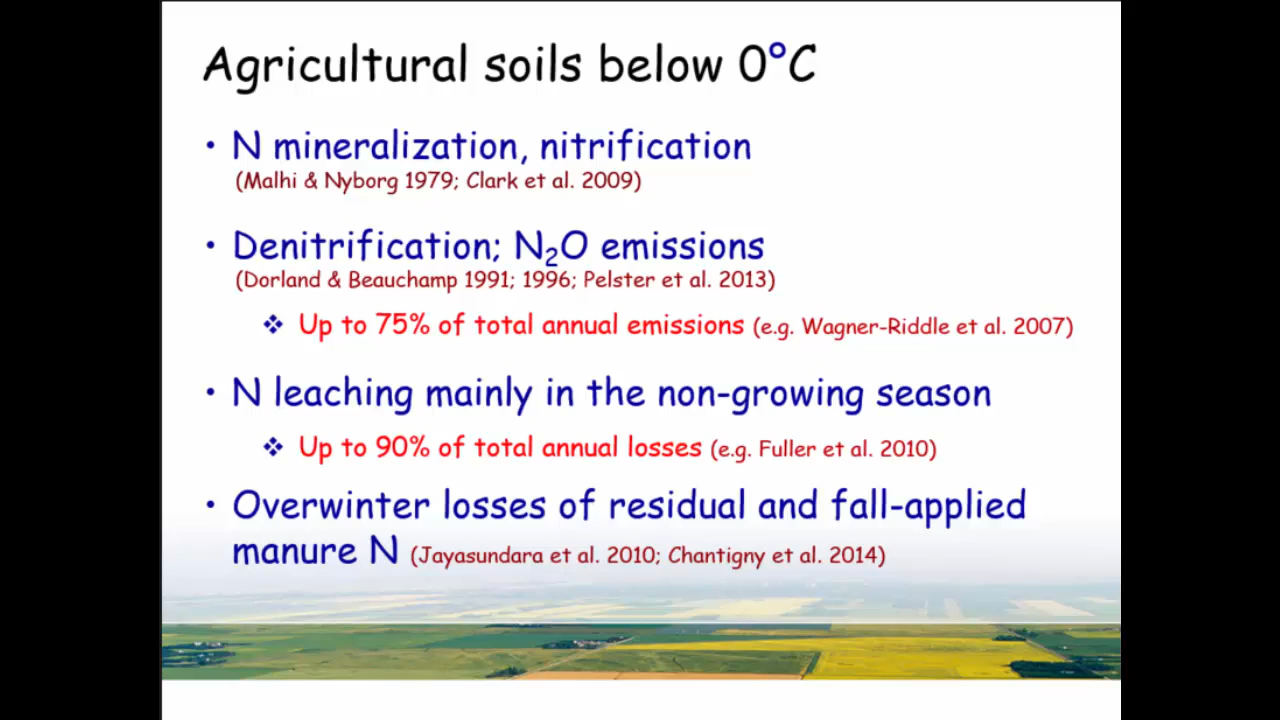 Agricultural soils below 0°C
• N mineralization, nitrification
(Malhi & Nyborg 1979; Clark et al. 2009)
• Denitrification; N₂O emissions
(Dorland & Beauchamp 1991; 1996; Pelster et al. 2013)
❖ Up to 75% of total annual emissions (e.g. Wagner-Riddle et al. 2007)
• N leaching mainly in the non-growing season
❖ Up to 90% of total annual losses (e.g. Fuller et al. 2010)
• Overwinter losses of residual and fall-applied
manure N (Jayasundara et al. 2010; Chantigny et al. 2014)